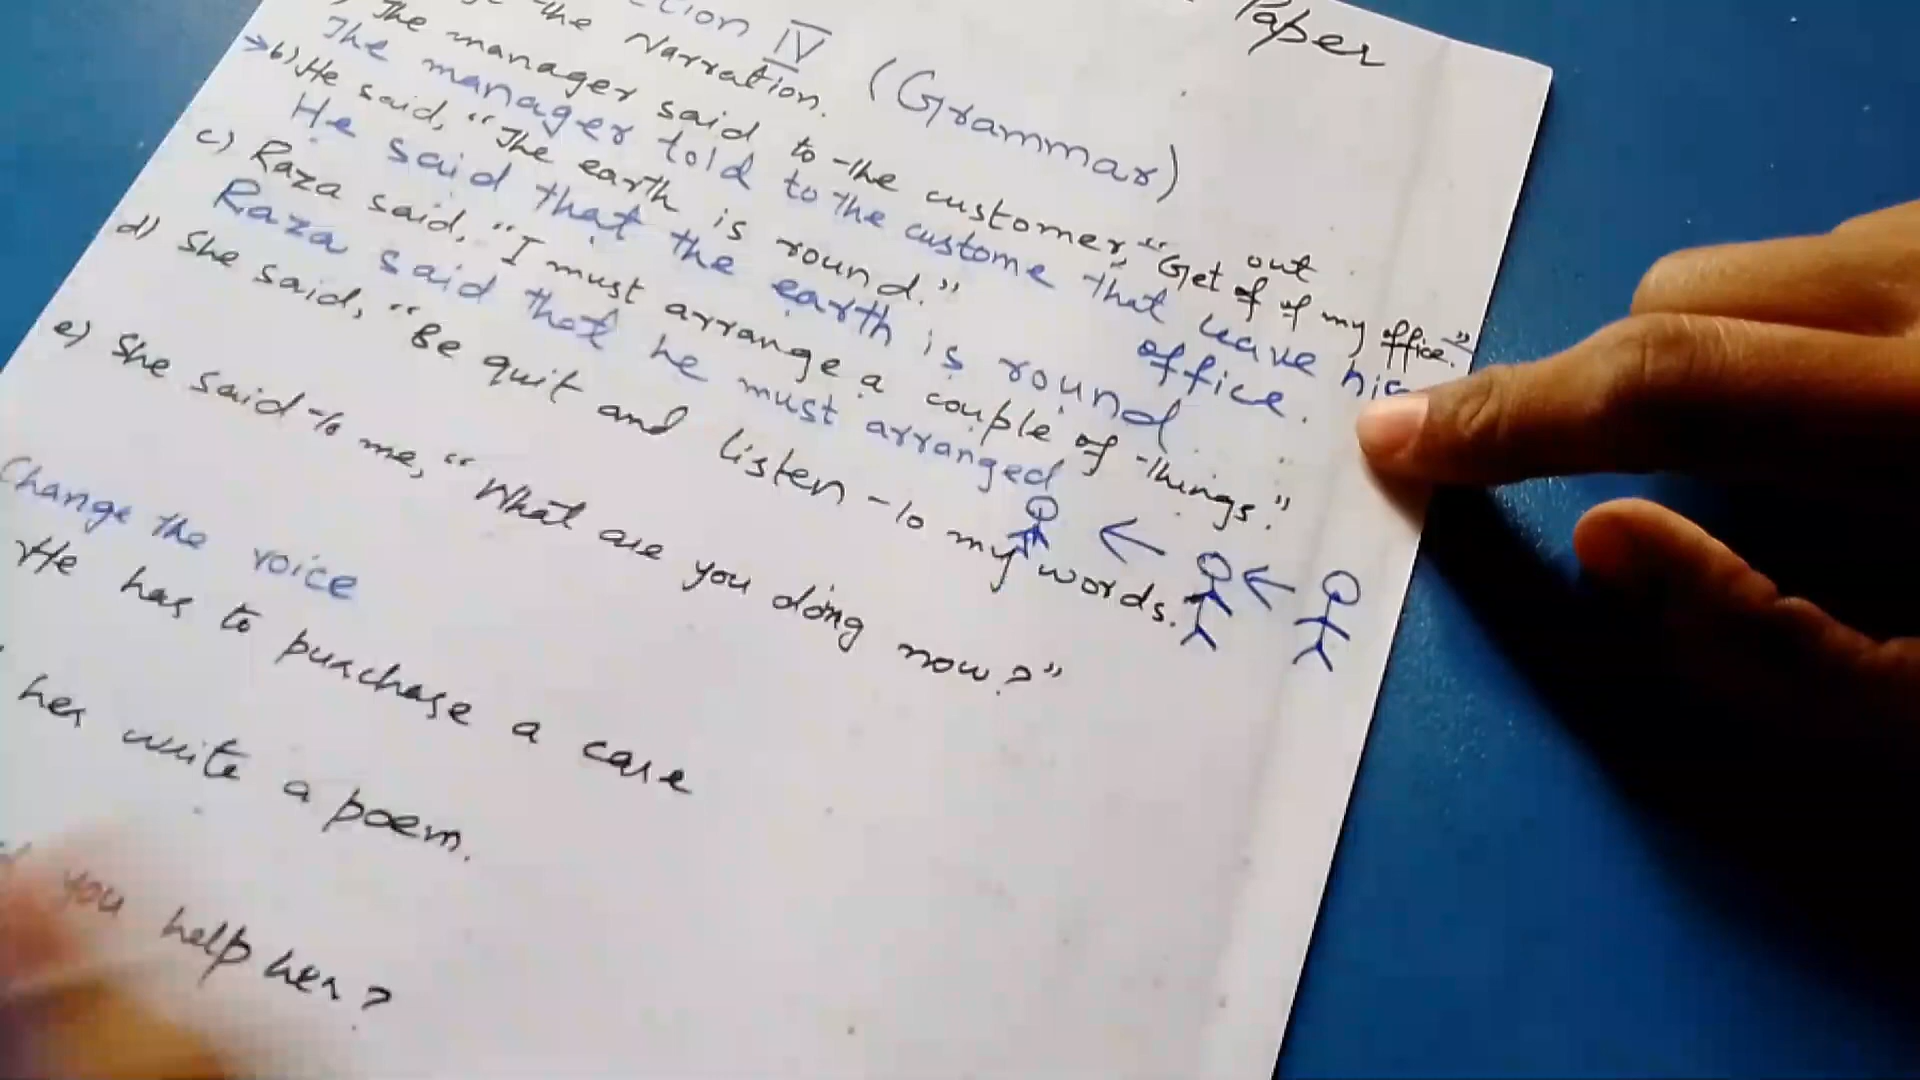 Paper
IV (Grammar)
the Narration.
The manager said to the customer, "Get out of of my office."
The manager told to the custome that leave his office.
b) He said, "The earth is round."
He said that the earth is round
c) Raza said, "I must arrange a couple of things."
Raza said that he must arranged
d) She said, "Be quit and listen to my words.
e) She said to me, "What are you doing now?"
Change the voice
He has to purchase a case
her write a poem.
you help her?